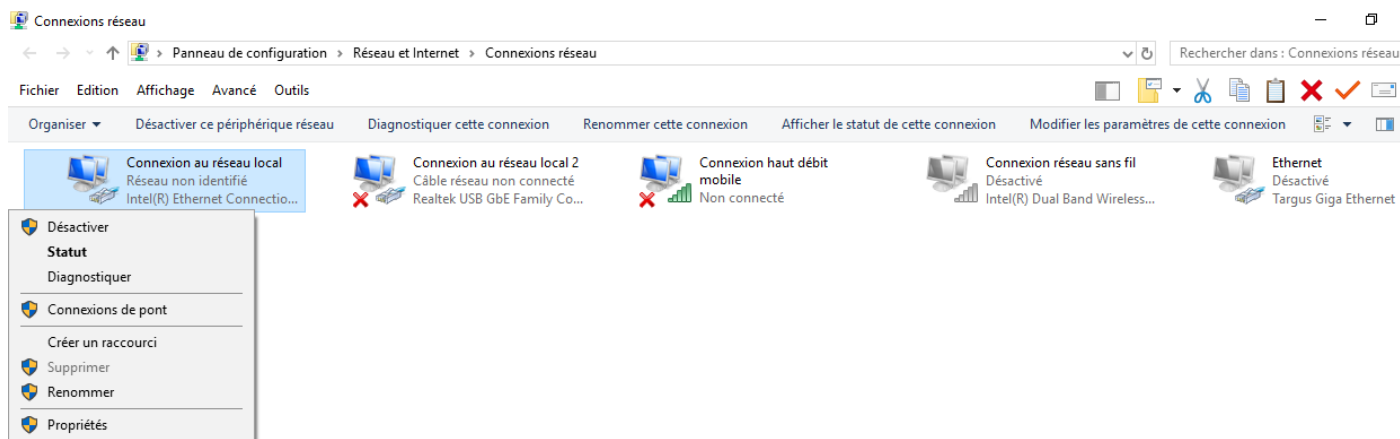 Connexions réseau
Panneau de configuration > Réseau et Internet > Connexions réseau
Rechercher dans : Connexions réseau
Fichier Edition Affichage Avancé Outils
Organiser Désactiver ce périphérique réseau Diagnostiquer cette connexion Renommer cette connexion Afficher le statut de cette connexion Modifier les paramètres de cette connexion
Connexion au réseau local
Réseau non identifié
Intel(R) Ethernet Connectio...
Connexion au réseau local 2
Câble réseau non connecté
Realtek USB GbE Family Co...
Connexion haut débit
mobile
Non connecté
Connexion réseau sans fil
Désactivé
Intel(R) Dual Band Wireless...
Ethernet
Désactivé
Targus Giga Ethernet
Désactiver
Statut
Diagnostiquer
Connexions de pont
Créer un raccourci
Supprimer
Renommer
Propriétés